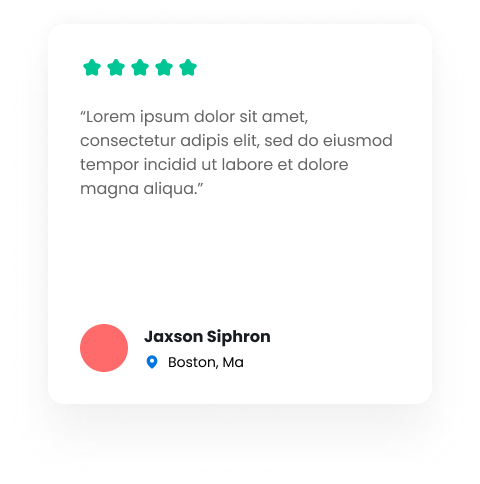 “Lorem ipsum dolor sit amet,
consectetur adipis elit, sed do eiusmod
tempor incidid ut labore et dolore
magna aliqua.”
Jaxson Siphron
Boston, Ma